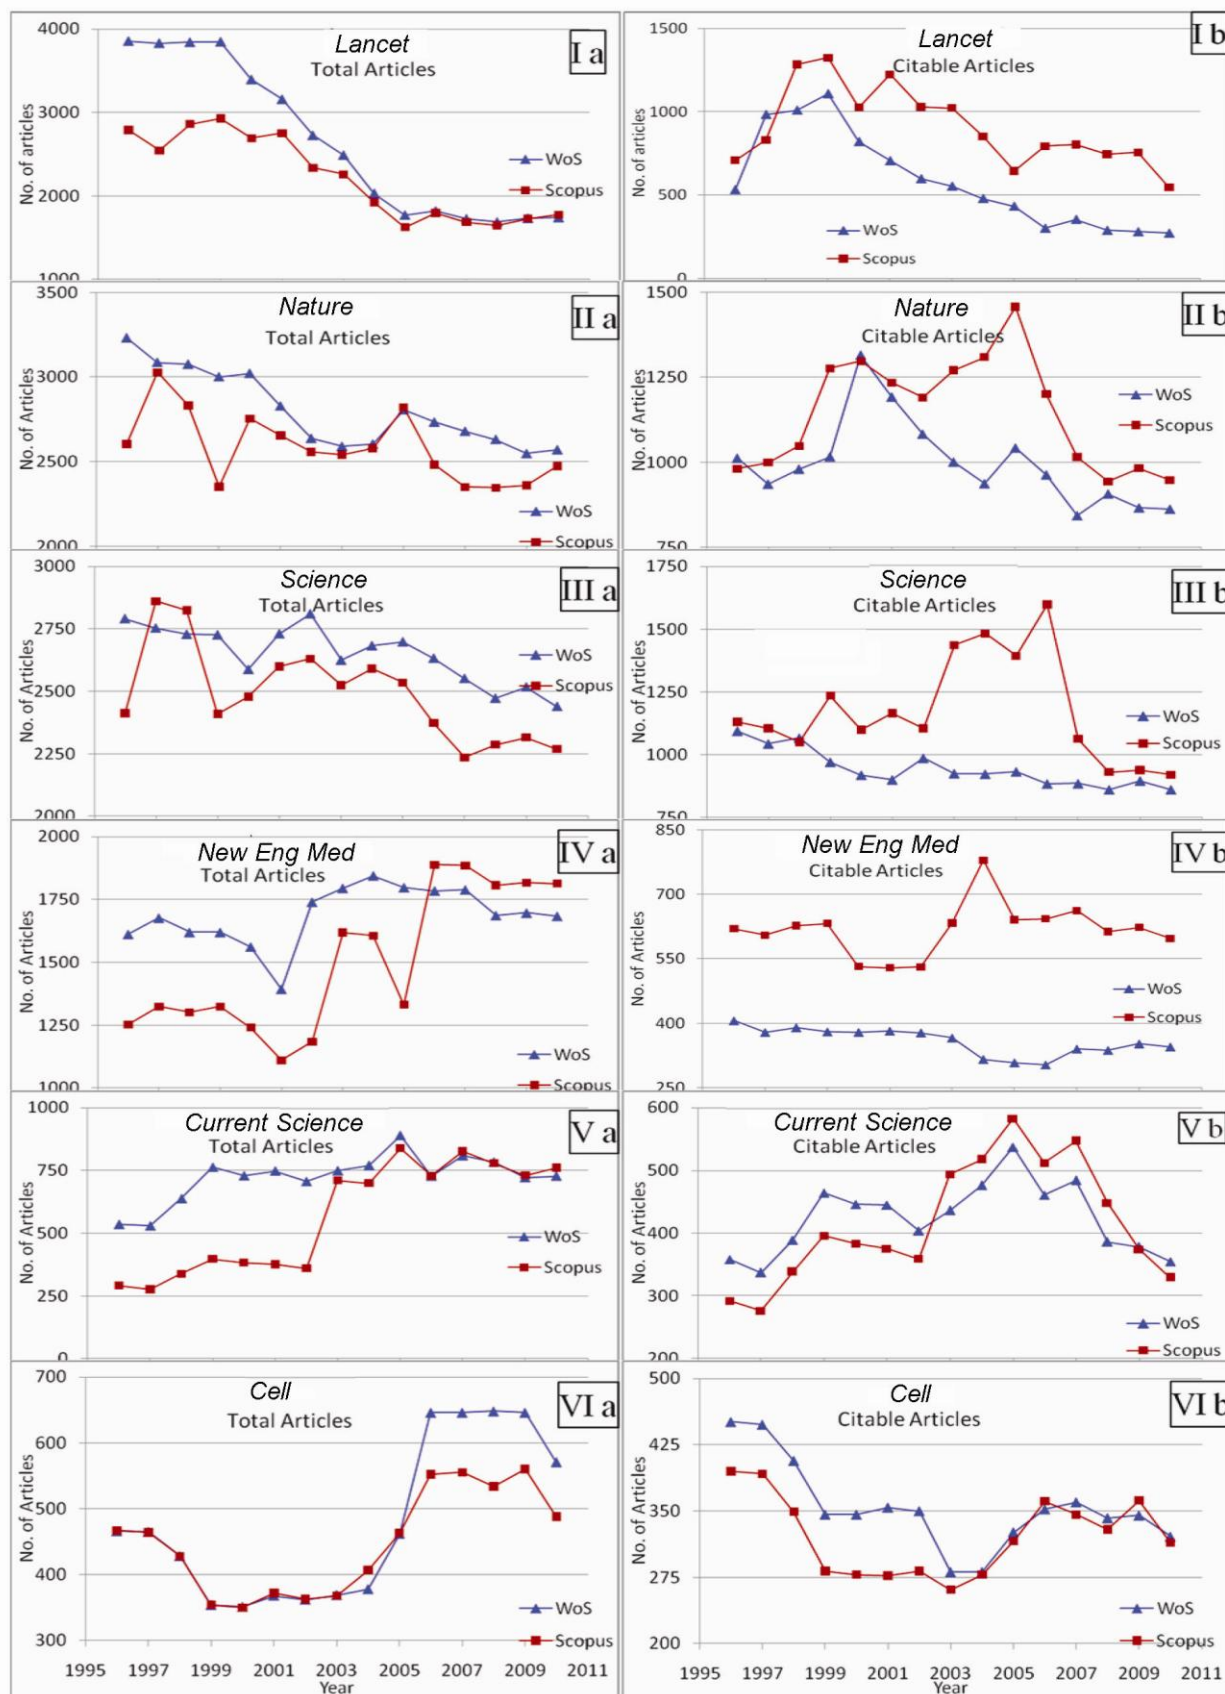 Lancet
Total Articles
I a
4000
3000
2000
1000
No. of articles
WoS
Scopus
Lancet
Citable Articles
I b
1500
1000
500
0
No. of articles
WoS
Scopus
Nature
Total Articles
II a
3500
3000
2500
2000
No. of Articles
WoS
Scopus
Nature
Citable Articles
II b
1500
1250
1000
750
No. of Articles
WoS
Scopus
Science
Total Articles
III a
3000
2750
2500
2250
2000
No. of Articles
WoS
Scopus
Science
Citable Articles
III b
1750
1500
1250
1000
750
No. of Articles
WoS
Scopus
New Eng Med
Total Articles
IV a
2000
1750
1500
1250
1000
No. of Articles
WoS
Scopus
New Eng Med
Citable Articles
IV b
850
700
550
400
250
No. of Articles
WoS
Scopus
Current Science
Total Articles
V a
1000
750
500
250
0
No. of Articles
WoS
Scopus
Current Science
Citable Articles
V b
600
500
400
300
200
No. of Articles
WoS
Scopus
Cell
Total Articles
VI a
700
600
500
400
300
No. of Articles
WoS
Scopus
1995 1997 1999 2001 2003 2005 2007 2009 2011
Year
Cell
Citable Articles
VI b
500
425
350
275
200
No. of Articles
WoS
Scopus
1995 1997 1999 2001 2003 2005 2007 2009 2011
Year